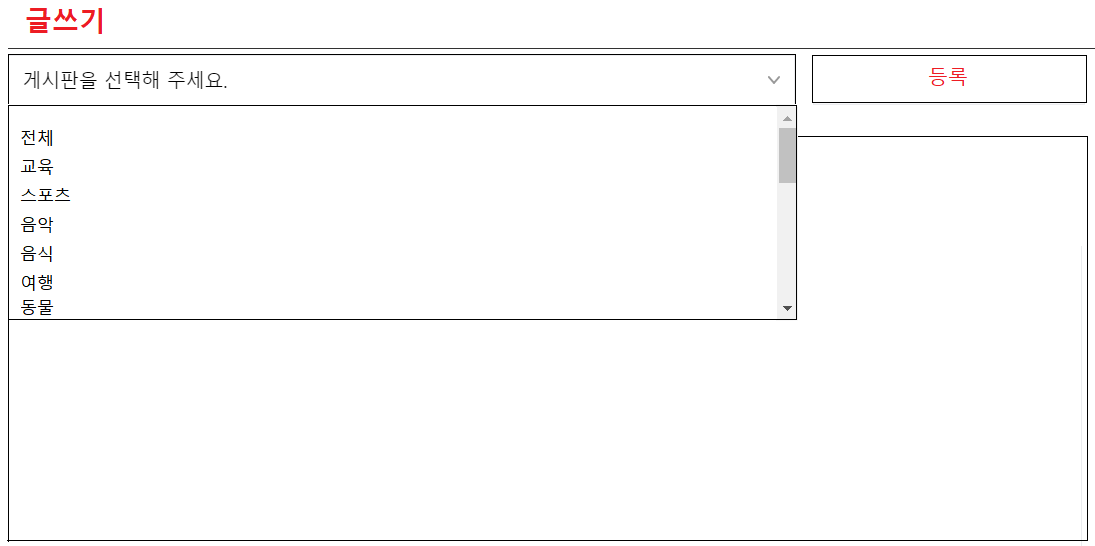 글쓰기
게시판을 선택해 주세요.
등록
전체
교육
스포츠
음악
음식
여행
동물